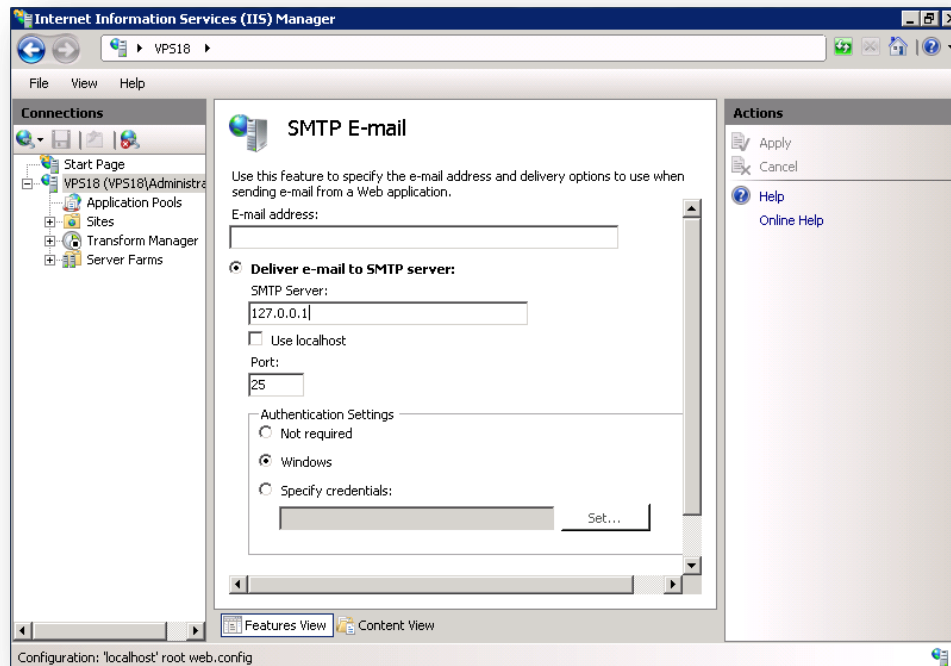 Internet Information Services (IIS) Manager
VPS18
File View Help
Connections
Start Page
VPS18 (VPS18\Administra
Application Pools
Sites
Transform Manager
Server Farms
SMTP E-mail
Use this feature to specify the e-mail address and delivery options to use when
sending e-mail from a Web application.
E-mail address:
Deliver e-mail to SMTP server:
SMTP Server:
127.0.0.1
Use localhost
Port:
25
Authentication Settings
Not required
Windows
Specify credentials:
Set...
Features View Content View
Actions
Apply
Cancel
Help
Online Help
Configuration: 'localhost' root web.config